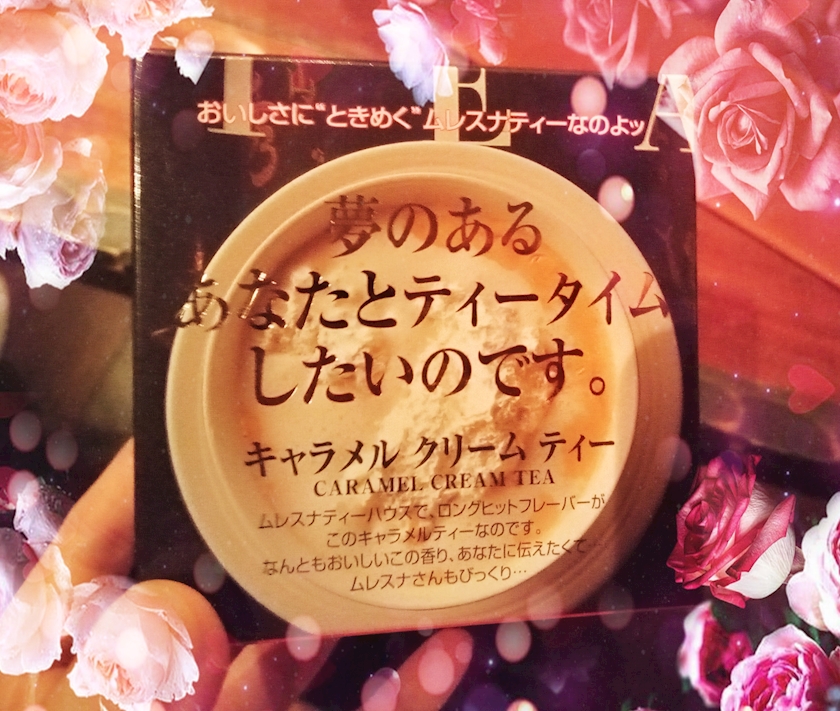 TEA
おいしさに"ときめく"ムレスナティーなのよッ
夢のある
あなたとティータイム
したいのです。
キャラメル クリーム ティー
CARAMEL CREAM TEA
ムレスナティーハウスで、ロングヒットフレーバーが
このキャラメルティーなのです。
なんともおいしいこの香り、あなたに伝えたくて…
ムレスナさんもびっくり…